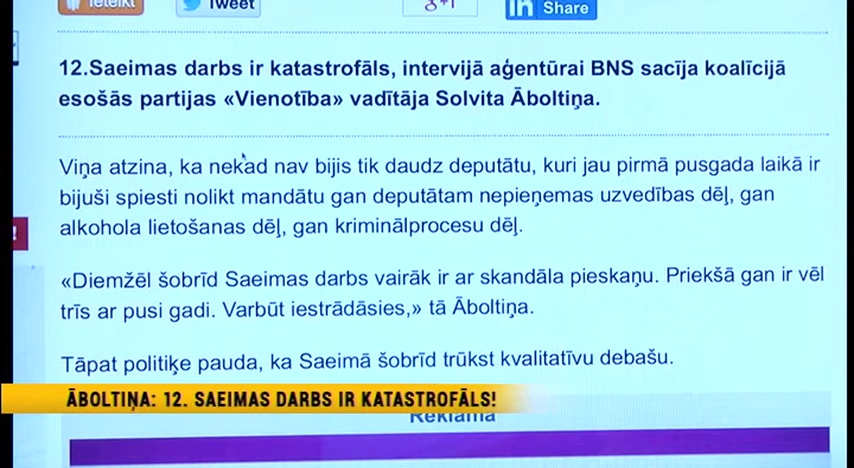 Ieteikt
Tweet
g+1
in Share
12.Saeimas darbs ir katastrofāls, intervijā aģentūrai BNS sacīja koalīcijā
esošās partijas «Vienotība» vadītāja Solvita Āboltiņa.
Viņa atzina, ka nekad nav bijis tik daudz deputātu, kuri jau pirmā pusgada laikā ir
bijuši spiesti nolikt mandātu gan deputātam nepieņemas uzvedības dēļ, gan
alkohola lietošanas dēļ, gan kriminālprocesu dēļ.
!
«Diemžēl šobrīd Saeimas darbs vairāk ir ar skandāla pieskaņu. Priekšā gan ir vēl
trīs ar pusi gadi. Varbūt iestrādāsies,» tā Āboltiņa.
Tāpat politiķe pauda, ka Saeimā šobrīd trūkst kvalitatīvu debašu.
ĀBOLTIŅA: 12. SAEIMAS DARBS IR KATASTROFĀLS!
Reklāma